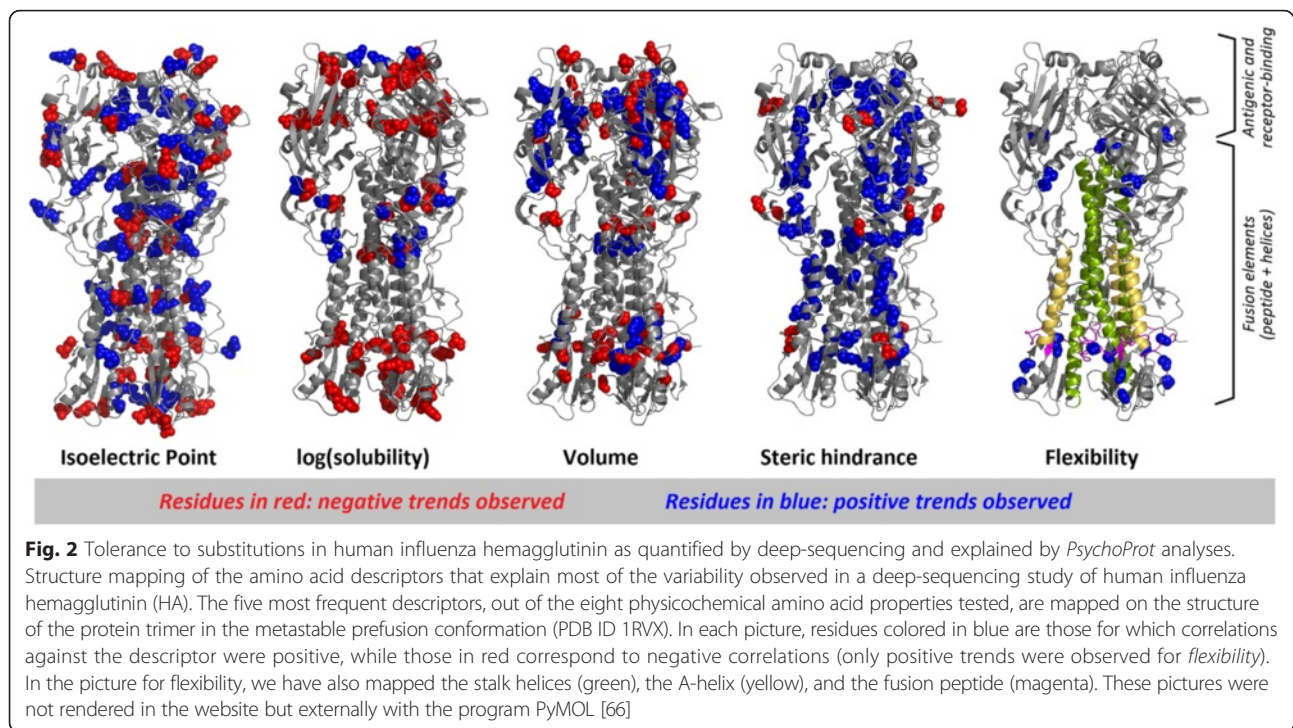 Antigenic and
receptor-binding
Fusion elements
(peptide + helices)
Isoelectric Point
log(solubility)
Volume
Steric hindrance
Flexibility
Residues in red: negative trends observed
Residues in blue: positive trends observed
Fig. 2 Tolerance to substitutions in human influenza hemagglutinin as quantified by deep-sequencing and explained by PsychoProt analyses.
Structure mapping of the amino acid descriptors that explain most of the variability observed in a deep-sequencing study of human influenza
hemagglutinin (HA). The five most frequent descriptors, out of the eight physicochemical amino acid properties tested, are mapped on the structure
of the protein trimer in the metastable prefusion conformation (PDB ID 1RVX). In each picture, residues colored in blue are those for which correlations
against the descriptor were positive, while those in red correspond to negative correlations (only positive trends were observed for flexibility).
In the picture for flexibility, we have also mapped the stalk helices (green), the A-helix (yellow), and the fusion peptide (magenta). These pictures were
not rendered in the website but externally with the program PyMOL [66]